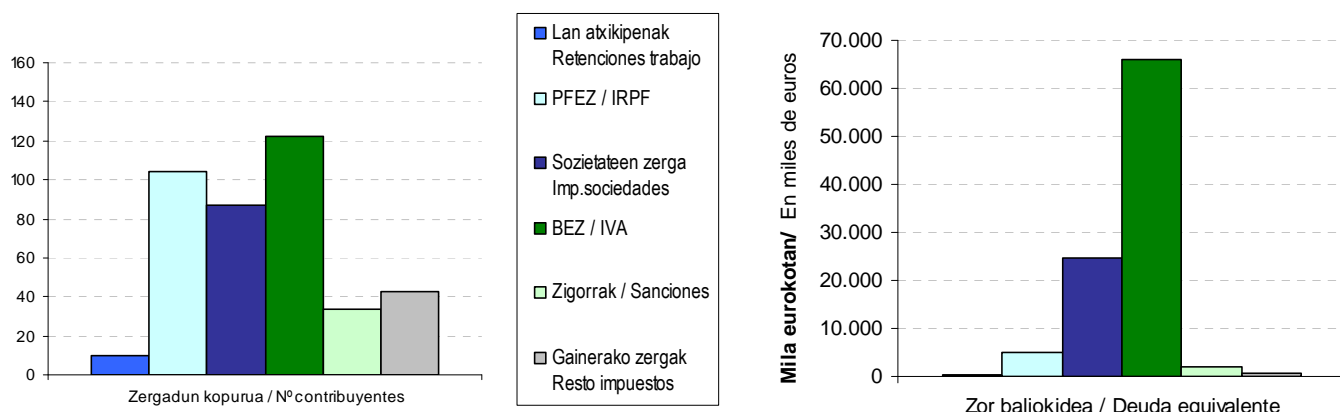 160
140
120
100
80
60
40
20
0
Zergadun kopurua / Nº contribuyentes
Lan atxikipenak
Retenciones trabajo
PFEZ / IRPF
Sozietateen zerga
Imp.sociedades
BEZ / IVA
Zigorrak / Sanciones
Gainerako zergak
Resto impuestos
Mila eurokotan/ En miles de euros
70.000
60.000
50.000
40.000
30.000
20.000
10.000
0
Zor baliokidea / Deuda equivalente